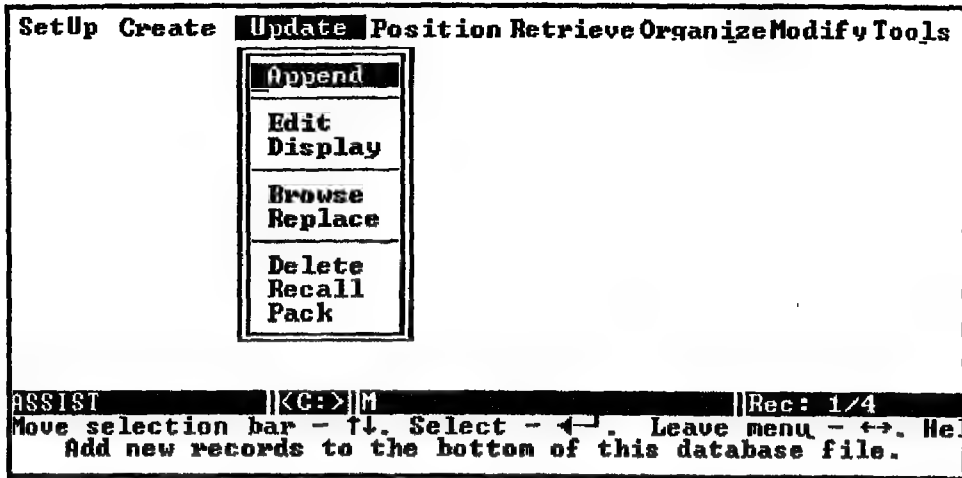 SetUp Create Update Position Retrieve Organize Modify Tools
Append
Edit
Display
Browse
Replace
Delete
Recall
Pack
ASSIST ||<C:>||M ||Rec: 1/4
Move selection bar - ↑↓. Select - ◄┘. Leave menu - ↔. Hel
Add new records to the bottom of this database file.